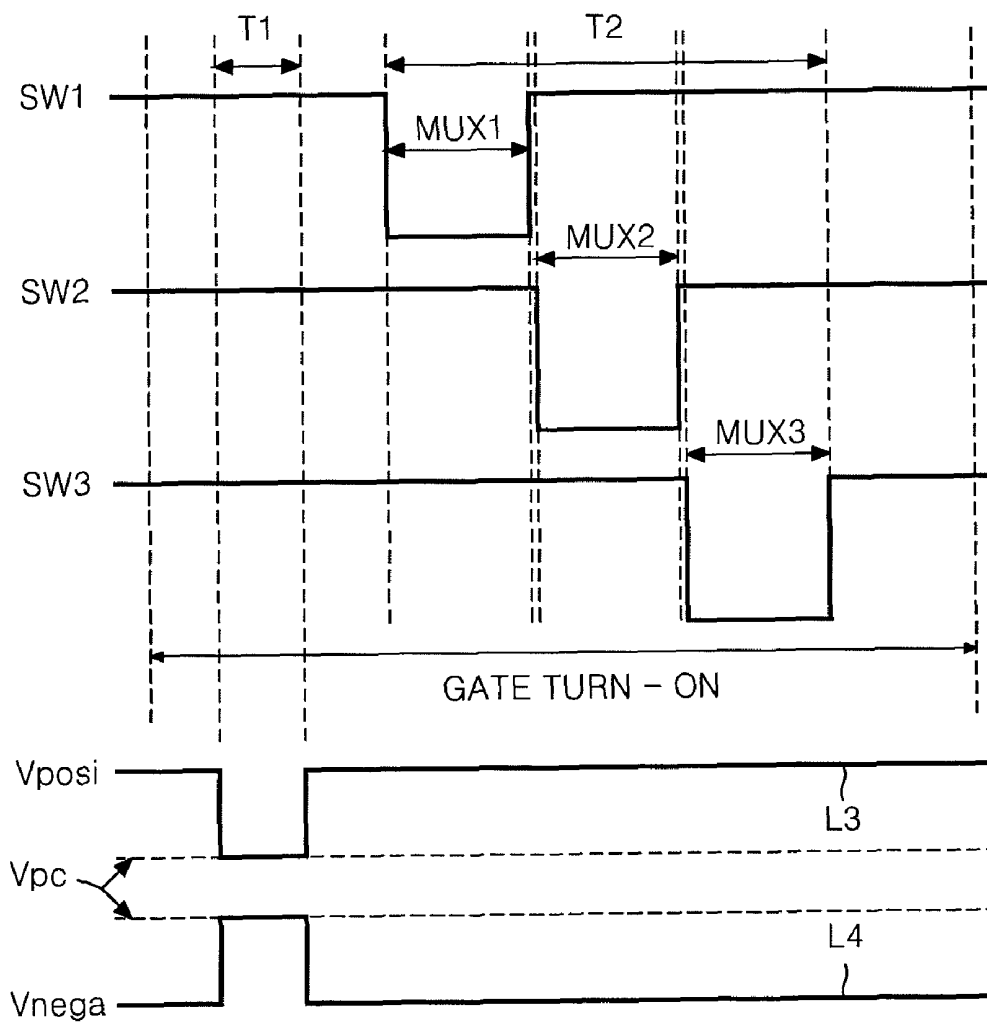 T1
T2
SW1
MUX1
MUX2
SW2
MUX3
SW3
GATE TURN – ON
Vposi
L3
Vpc
L4
Vnega